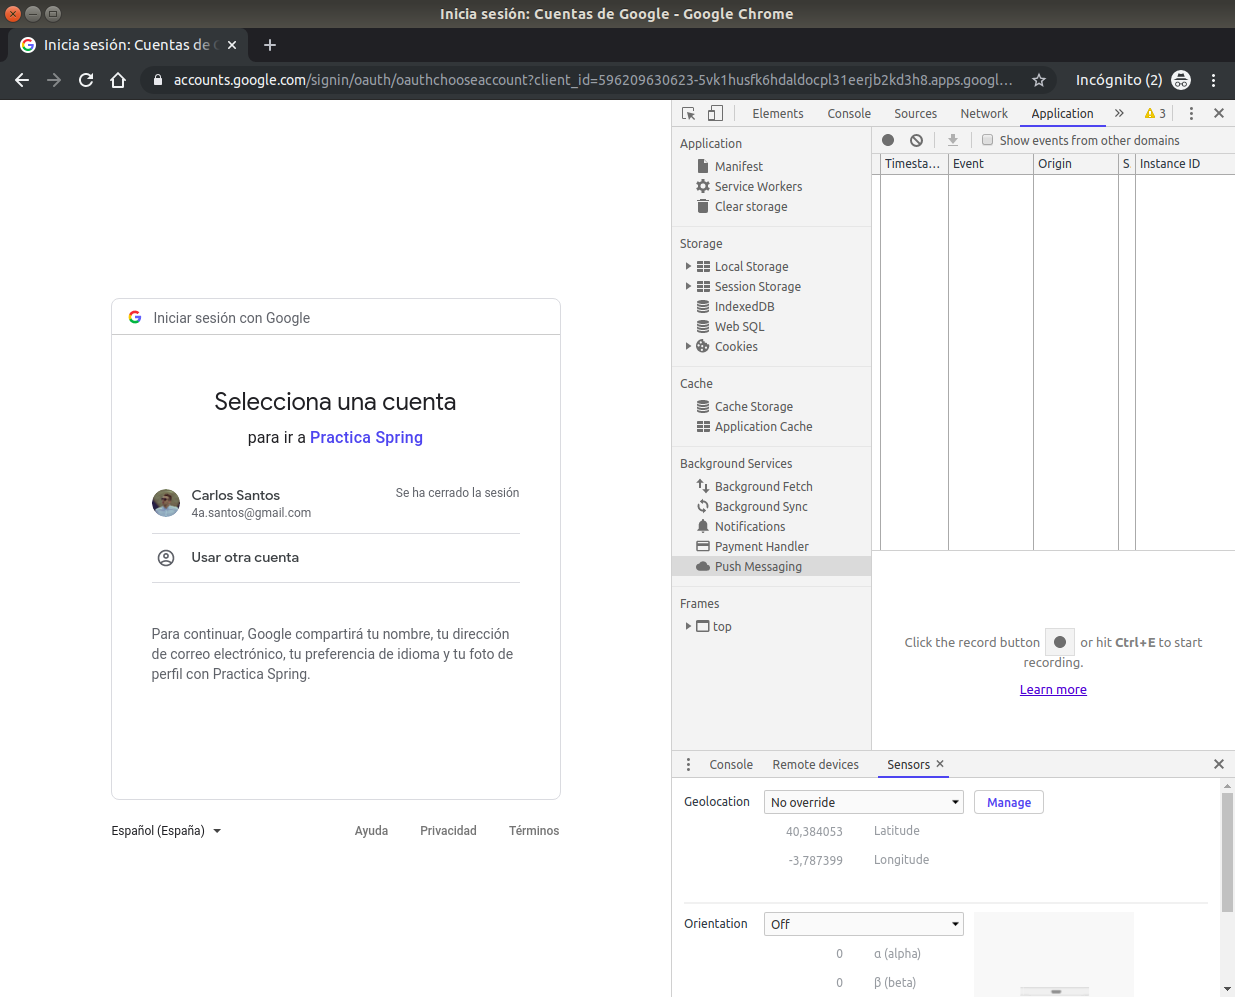 Inicia sesión: Cuentas de Google - Google Chrome
Inicia sesión: Cuentas de G
accounts.google.com/signin/oauth/oauthchooseaccount?client_id=596209630623-5vk1husfk6hdaldocpl31eerjb2kd3h8.apps.googl...
Incógnito (2)
Iniciar sesión con Google
Selecciona una cuenta
para ir a Practica Spring
Carlos Santos
Se ha cerrado la sesión
4a.santos@gmail.com
Usar otra cuenta
Para continuar, Google compartirá tu nombre, tu dirección
de correo electrónico, tu preferencia de idioma y tu foto de
perfil con Practica Spring.
Español (España)
Ayuda
Privacidad
Términos
Elements
Console
Sources
Network
Application
3
Application
Manifest
Service Workers
Clear storage
Storage
Local Storage
Session Storage
IndexedDB
Web SQL
Cookies
Cache
Cache Storage
Application Cache
Background Services
Background Fetch
Background Sync
Notifications
Payment Handler
Push Messaging
Frames
top
Show events from other domains
Timesta...
Event
Origin
S
Instance ID
Click the record button or hit Ctrl+E to start
recording.
Learn more
Console
Remote devices
Sensors
Geolocation
No override
Manage
40,384053
Latitude
-3,787399
Longitude
Orientation
Off
0
α (alpha)
0
β (beta)